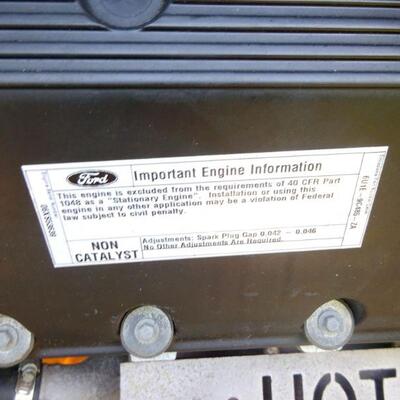 Ford
Important Engine Information
This engine is excluded from the requirements of 40 CFR Part
1048 as a "Stationary Engine". Installation or using this
engine in any other application may be a violation of Federal
law subject to civil penalty.
NON
CATALYST
Adjustments: Spark Plug Gap 0.042 - 0.046
No Other Adjustments Are Required.
HOT